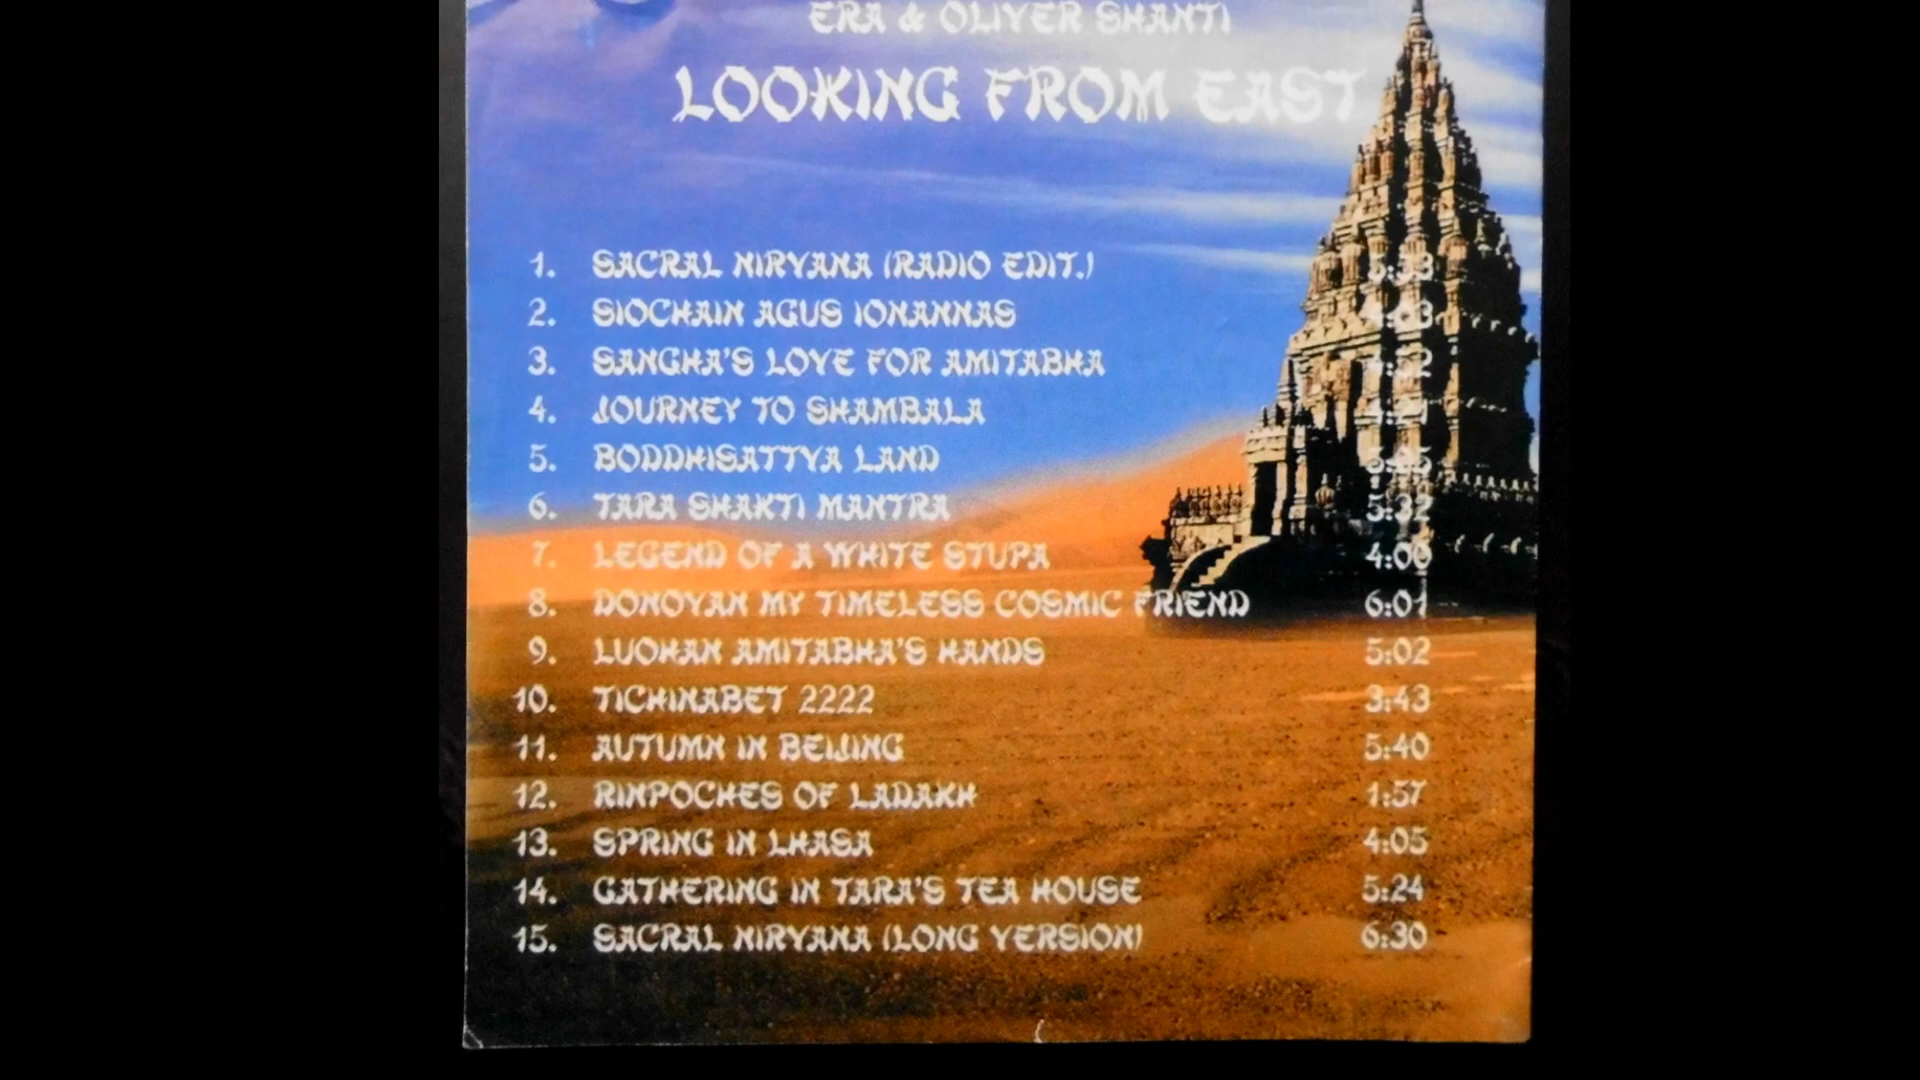 ERA & OLIVER SHANTI
LOOKING FROM EAST
1. SACRAL NIRVANA (RADIO EDIT.) 5:33
2. SIOCHAIN AGUS IONANNAS 4:03
3. SANGHA'S LOVE FOR AMITABHA
4. JOURNEY TO SHAMBALA
5. BODDHISATTVA LAND
6. TARA SHAKTI MANTRA 5:32
7. LEGEND OF A WHITE STUPA 4:00
8. DONOVAN MY TIMELESS COSMIC FRIEND 6:01
9. LUOHAN AMITABHA'S HANDS 5:02
10. TICHINABET 2222 3:43
11. AUTUMN IN BEIJING 5:40
12. RINPOCHES OF LADAKH 1:57
13. SPRING IN LHASA 4:05
14. GATHERING IN TARA'S TEA HOUSE 5:24
15. SACRAL NIRVANA (LONG VERSION) 6:30